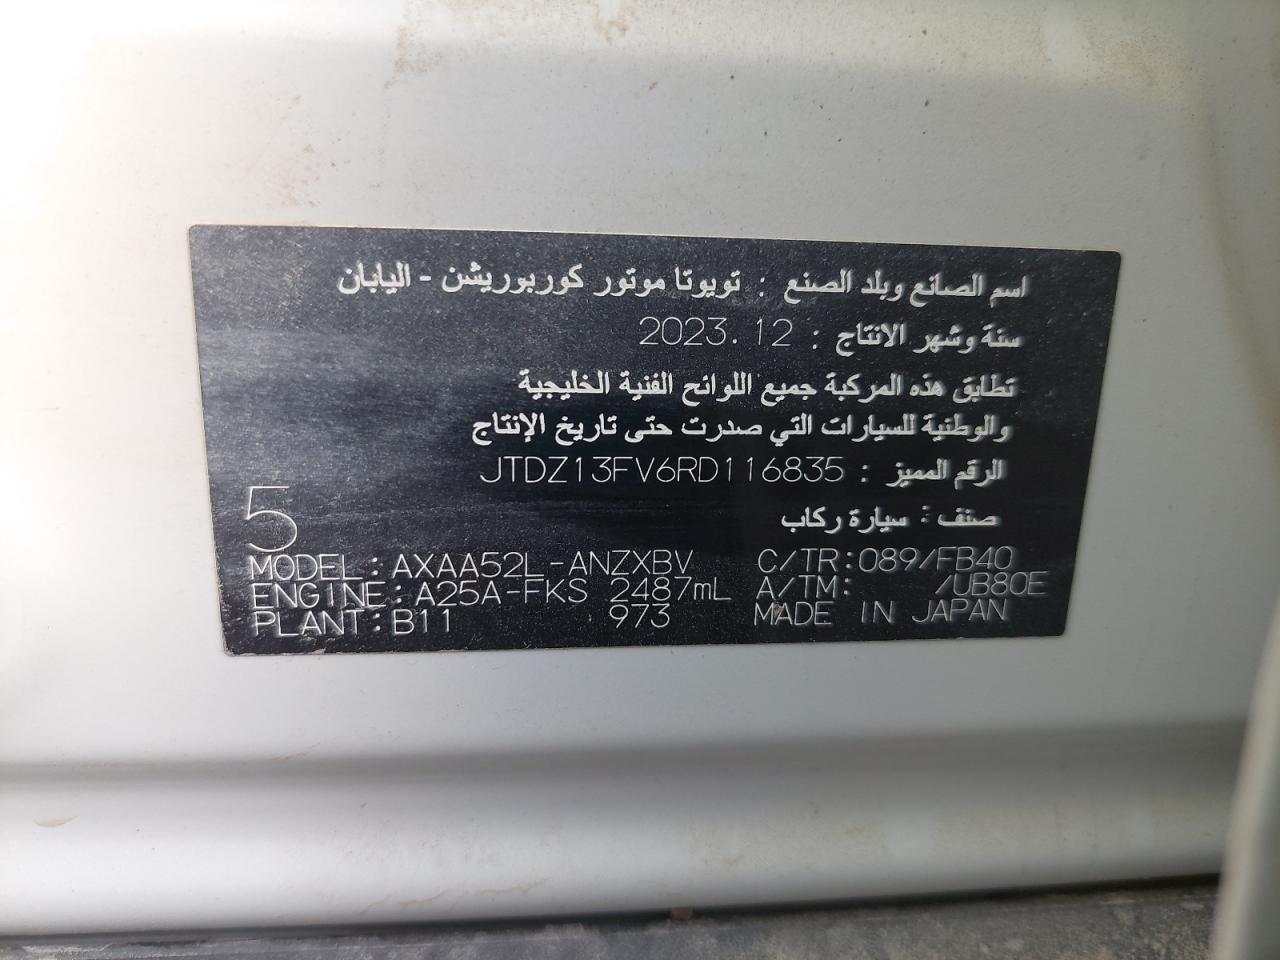 اسم الصانع وبلد الصنع : تويوتا موتور كوربوريشن - اليابان
سنة وشهر الانتاج : 2023.12
تطابق هذه المركبة جميع اللوائح الفنية الخليجية
والوطنية للسيارات التي صدرت حتى تاريخ الإنتاج
الرقم المميز : JTDZ13FV6RD116835
صنف : سيارة ركاب
5
MODEL:AXAA52L-ANZXBV C/TR:089/FB40
ENGINE:A25A-FKS 2487mL A/TM: /UB80E
PLANT:B11 973 MADE IN JAPAN